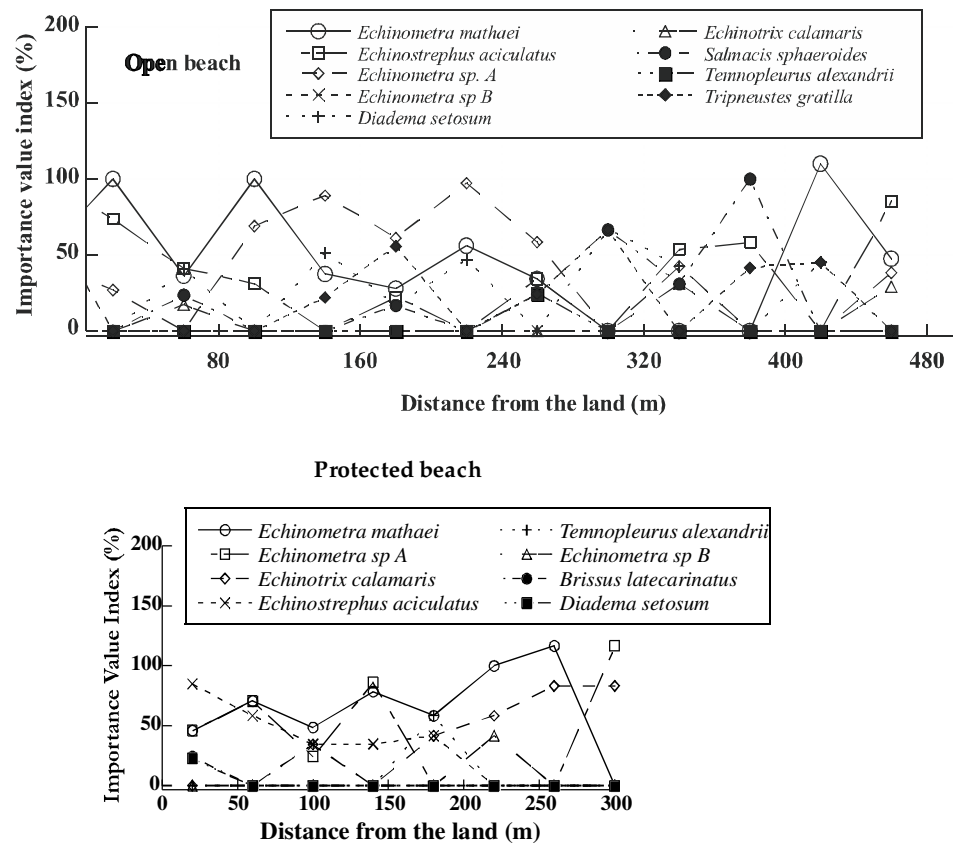 200
Open beach
150
100
50
0
Importance value index (%)
Echinometra mathaei
Echinostrephus aciculatus
Echinometra sp. A
Echinometra sp B
Diadema setosum
Echinotrix calamaris
Salmacis sphaeroides
Temnopleurus alexandrii
Tripneustes gratilla
80 160 240 320 400 480
Distance from the land (m)
Protected beach
Echinometra mathaei
Echinometra sp A
Echinotrix calamaris
Echinostrephus aciculatus
Temnopleurus alexandrii
Echinometra sp B
Brissus latecarinatus
Diadema setosum
200
150
100
50
0
Importance Value Index (%)
0 50 100 150 200 250 300
Distance from the land (m)